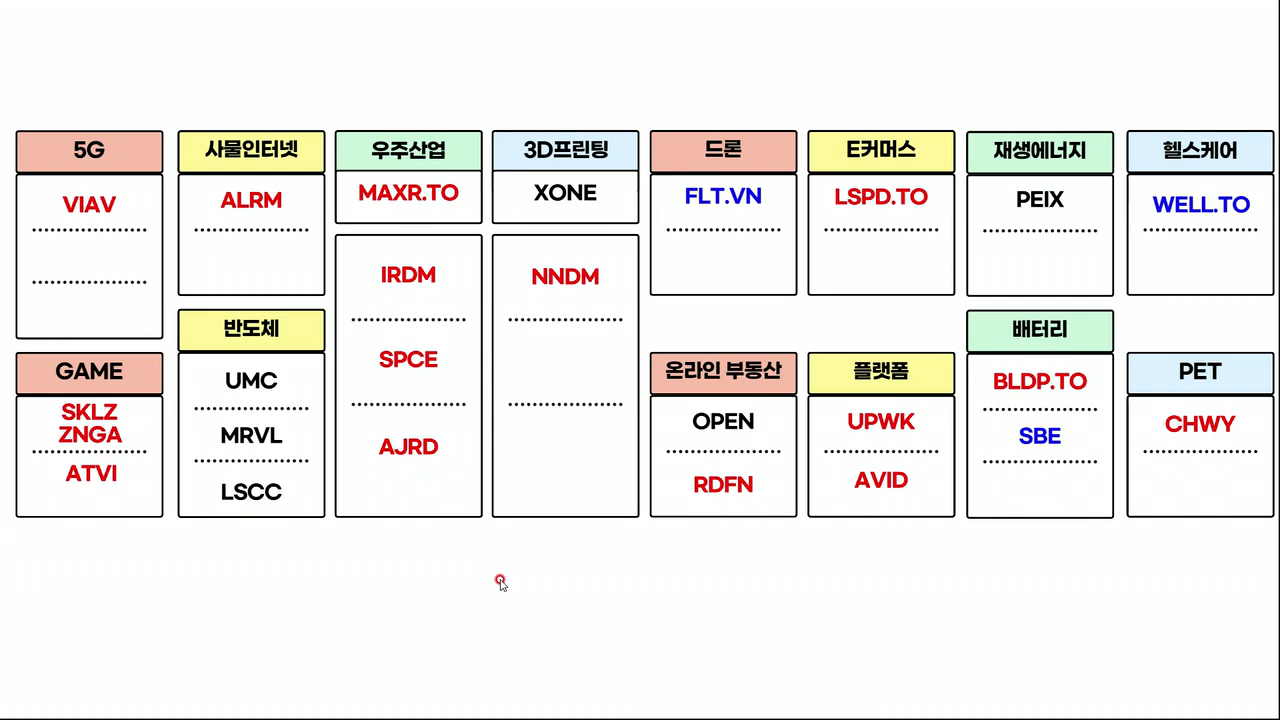 5G
VIAV
GAME
SKLZ
ZNGA
ATVI
사물인터넷
ALRM
반도체
UMC
MRVL
LSCC
우주산업
MAXR.TO
IRDM
SPCE
AJRD
3D프린팅
XONE
NNDM
드론
FLT.VN
온라인 부동산
OPEN
RDFN
E커머스
LSPD.TO
플랫폼
UPWK
AVID
재생에너지
PEIX
배터리
BLDP.TO
SBE
헬스케어
WELL.TO
PET
CHWY